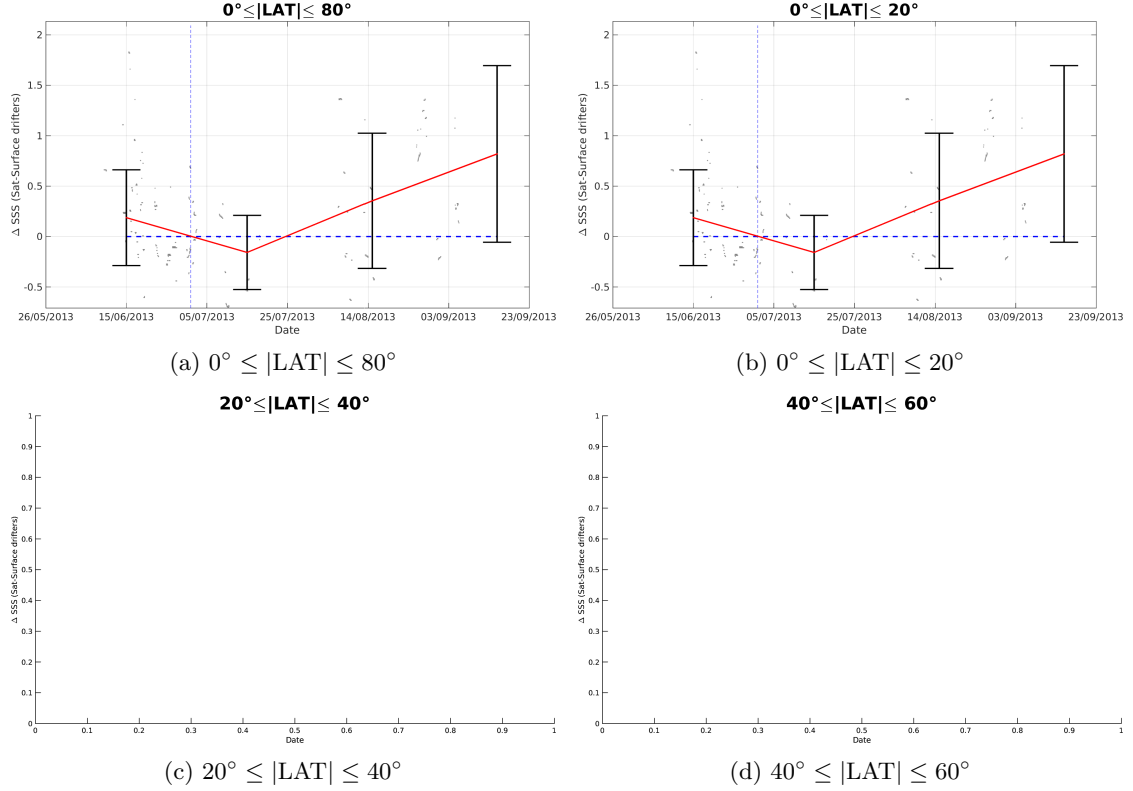 0°≤|LAT|≤ 80°
2
1.5
1
0.5
0
-0.5
Δ SSS (Sat-Surface drifters)
26/05/2013 15/06/2013 05/07/2013 25/07/2013 14/08/2013 03/09/2013 23/09/2013
Date
(a) 0° ≤ |LAT| ≤ 80°
0°≤|LAT|≤ 20°
2
1.5
1
0.5
0
-0.5
Δ SSS (Sat-Surface drifters)
26/05/2013 15/06/2013 05/07/2013 25/07/2013 14/08/2013 03/09/2013 23/09/2013
Date
(b) 0° ≤ |LAT| ≤ 20°
20°≤|LAT|≤ 40°
1
0.9
0.8
0.7
0.6
0.5
0.4
0.3
0.2
0.1
0
Δ SSS (Sat-Surface drifters)
0 0.1 0.2 0.3 0.4 0.5 0.6 0.7 0.8 0.9 1
Date
(c) 20° ≤ |LAT| ≤ 40°
40°≤|LAT|≤ 60°
1
0.9
0.8
0.7
0.6
0.5
0.4
0.3
0.2
0.1
0
Δ SSS (Sat-Surface drifters)
0 0.1 0.2 0.3 0.4 0.5 0.6 0.7 0.8 0.9 1
Date
(d) 40° ≤ |LAT| ≤ 60°